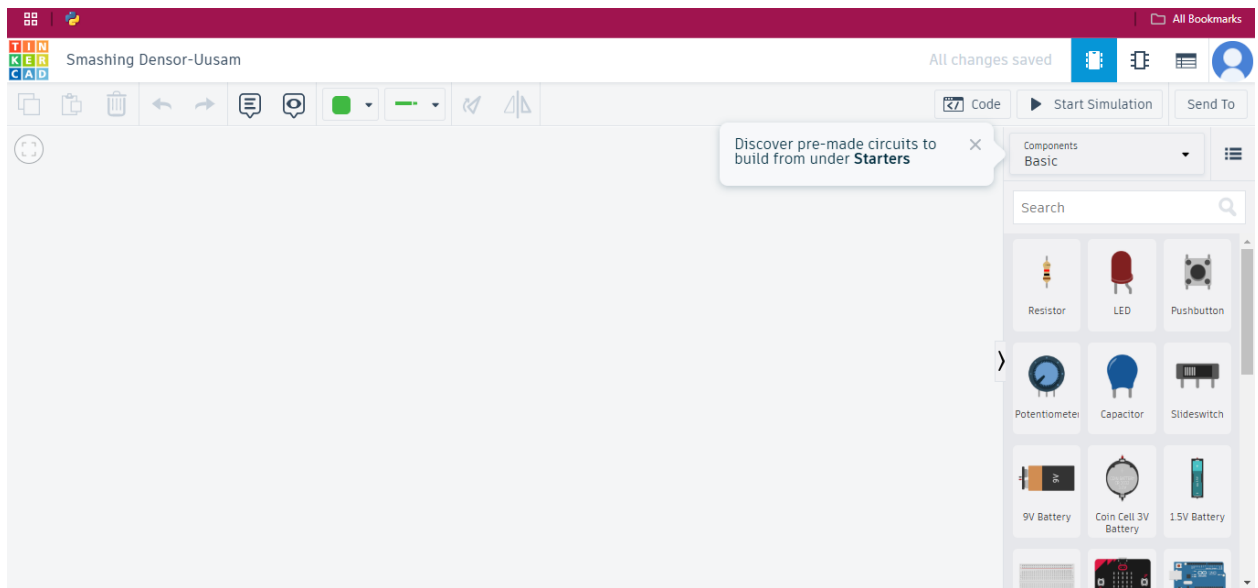 All Bookmarks
TIN
KER
CAD
Smashing Densor-Uusam
All changes saved
Code
Start Simulation
Send To
Discover pre-made circuits to
build from under Starters
Components
Basic
Search
Resistor
LED
Pushbutton
Potentiometer
Capacitor
Slideswitch
9V
9V Battery
Coin Cell 3V
Battery
1.5V Battery